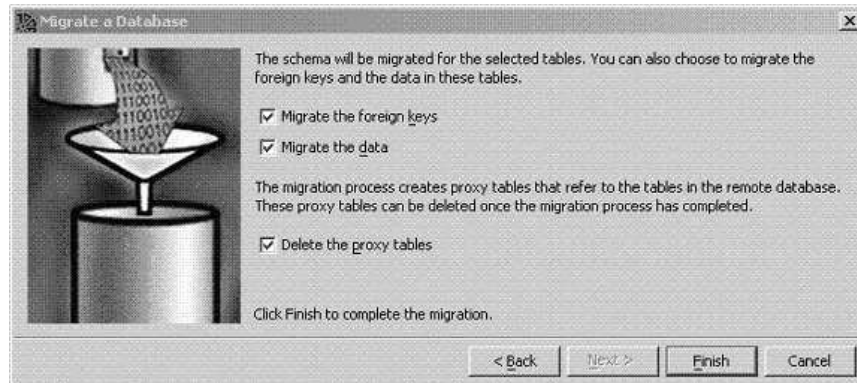 Migrate a Database
The schema will be migrated for the selected tables. You can also choose to migrate the
foreign keys and the data in these tables.
Migrate the foreign keys
Migrate the data
The migration process creates proxy tables that refer to the tables in the remote database.
These proxy tables can be deleted once the migration process has completed.
Delete the proxy tables
Click Finish to complete the migration.
< Back Next > Finish Cancel